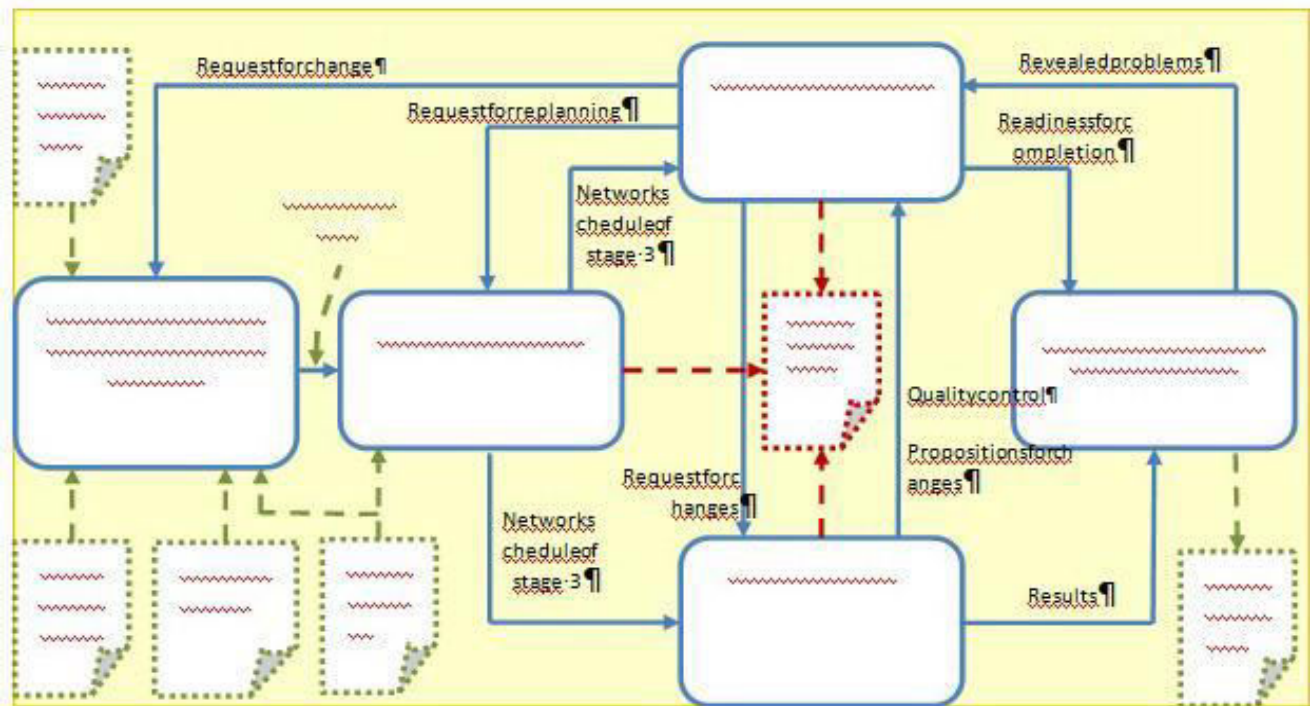 Requestforchange¶
Revealedproblems¶
Requestforreplanning¶
Readinessforc
ompletion¶
Networks
cheduleof
stage·3¶
Qualitycontrol¶
Propositionsforch
anges¶
Requestforc
hanges¶
Networks
cheduleof
stage·3¶
Results¶